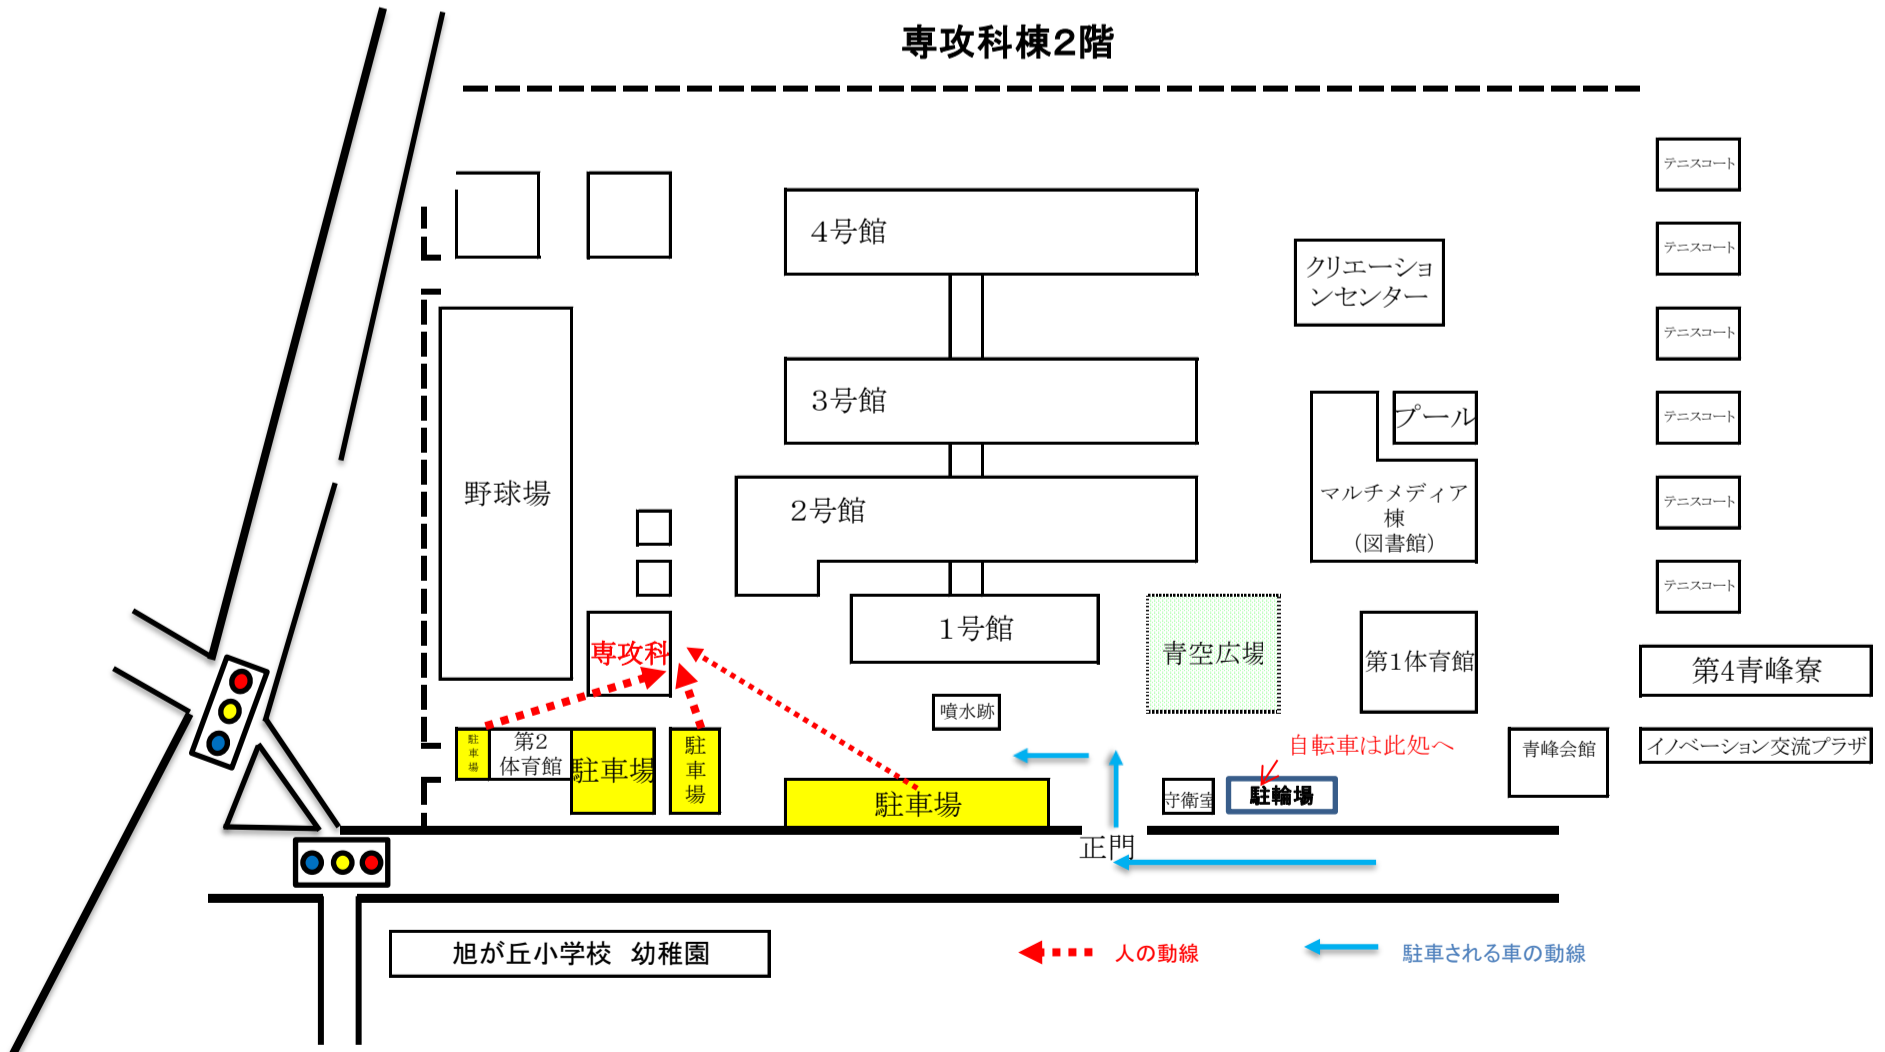 専攻科棟2階
テニスコート
テニスコート
テニスコート
テニスコート
テニスコート
テニスコート
4号館
クリエーショ
ンセンター
3号館
プール
野球場
2号館
マルチメディア
棟
(図書館)
1号館
専攻科
青空広場
第1体育館
第4青峰寮
噴水跡
駐車場
第2
体育館
駐車場
駐車場
自転車は此処へ
青峰会館
イノベーション交流プラザ
駐車場
守衛室
駐輪場
正門
旭が丘小学校 幼稚園
人の動線
駐車される車の動線